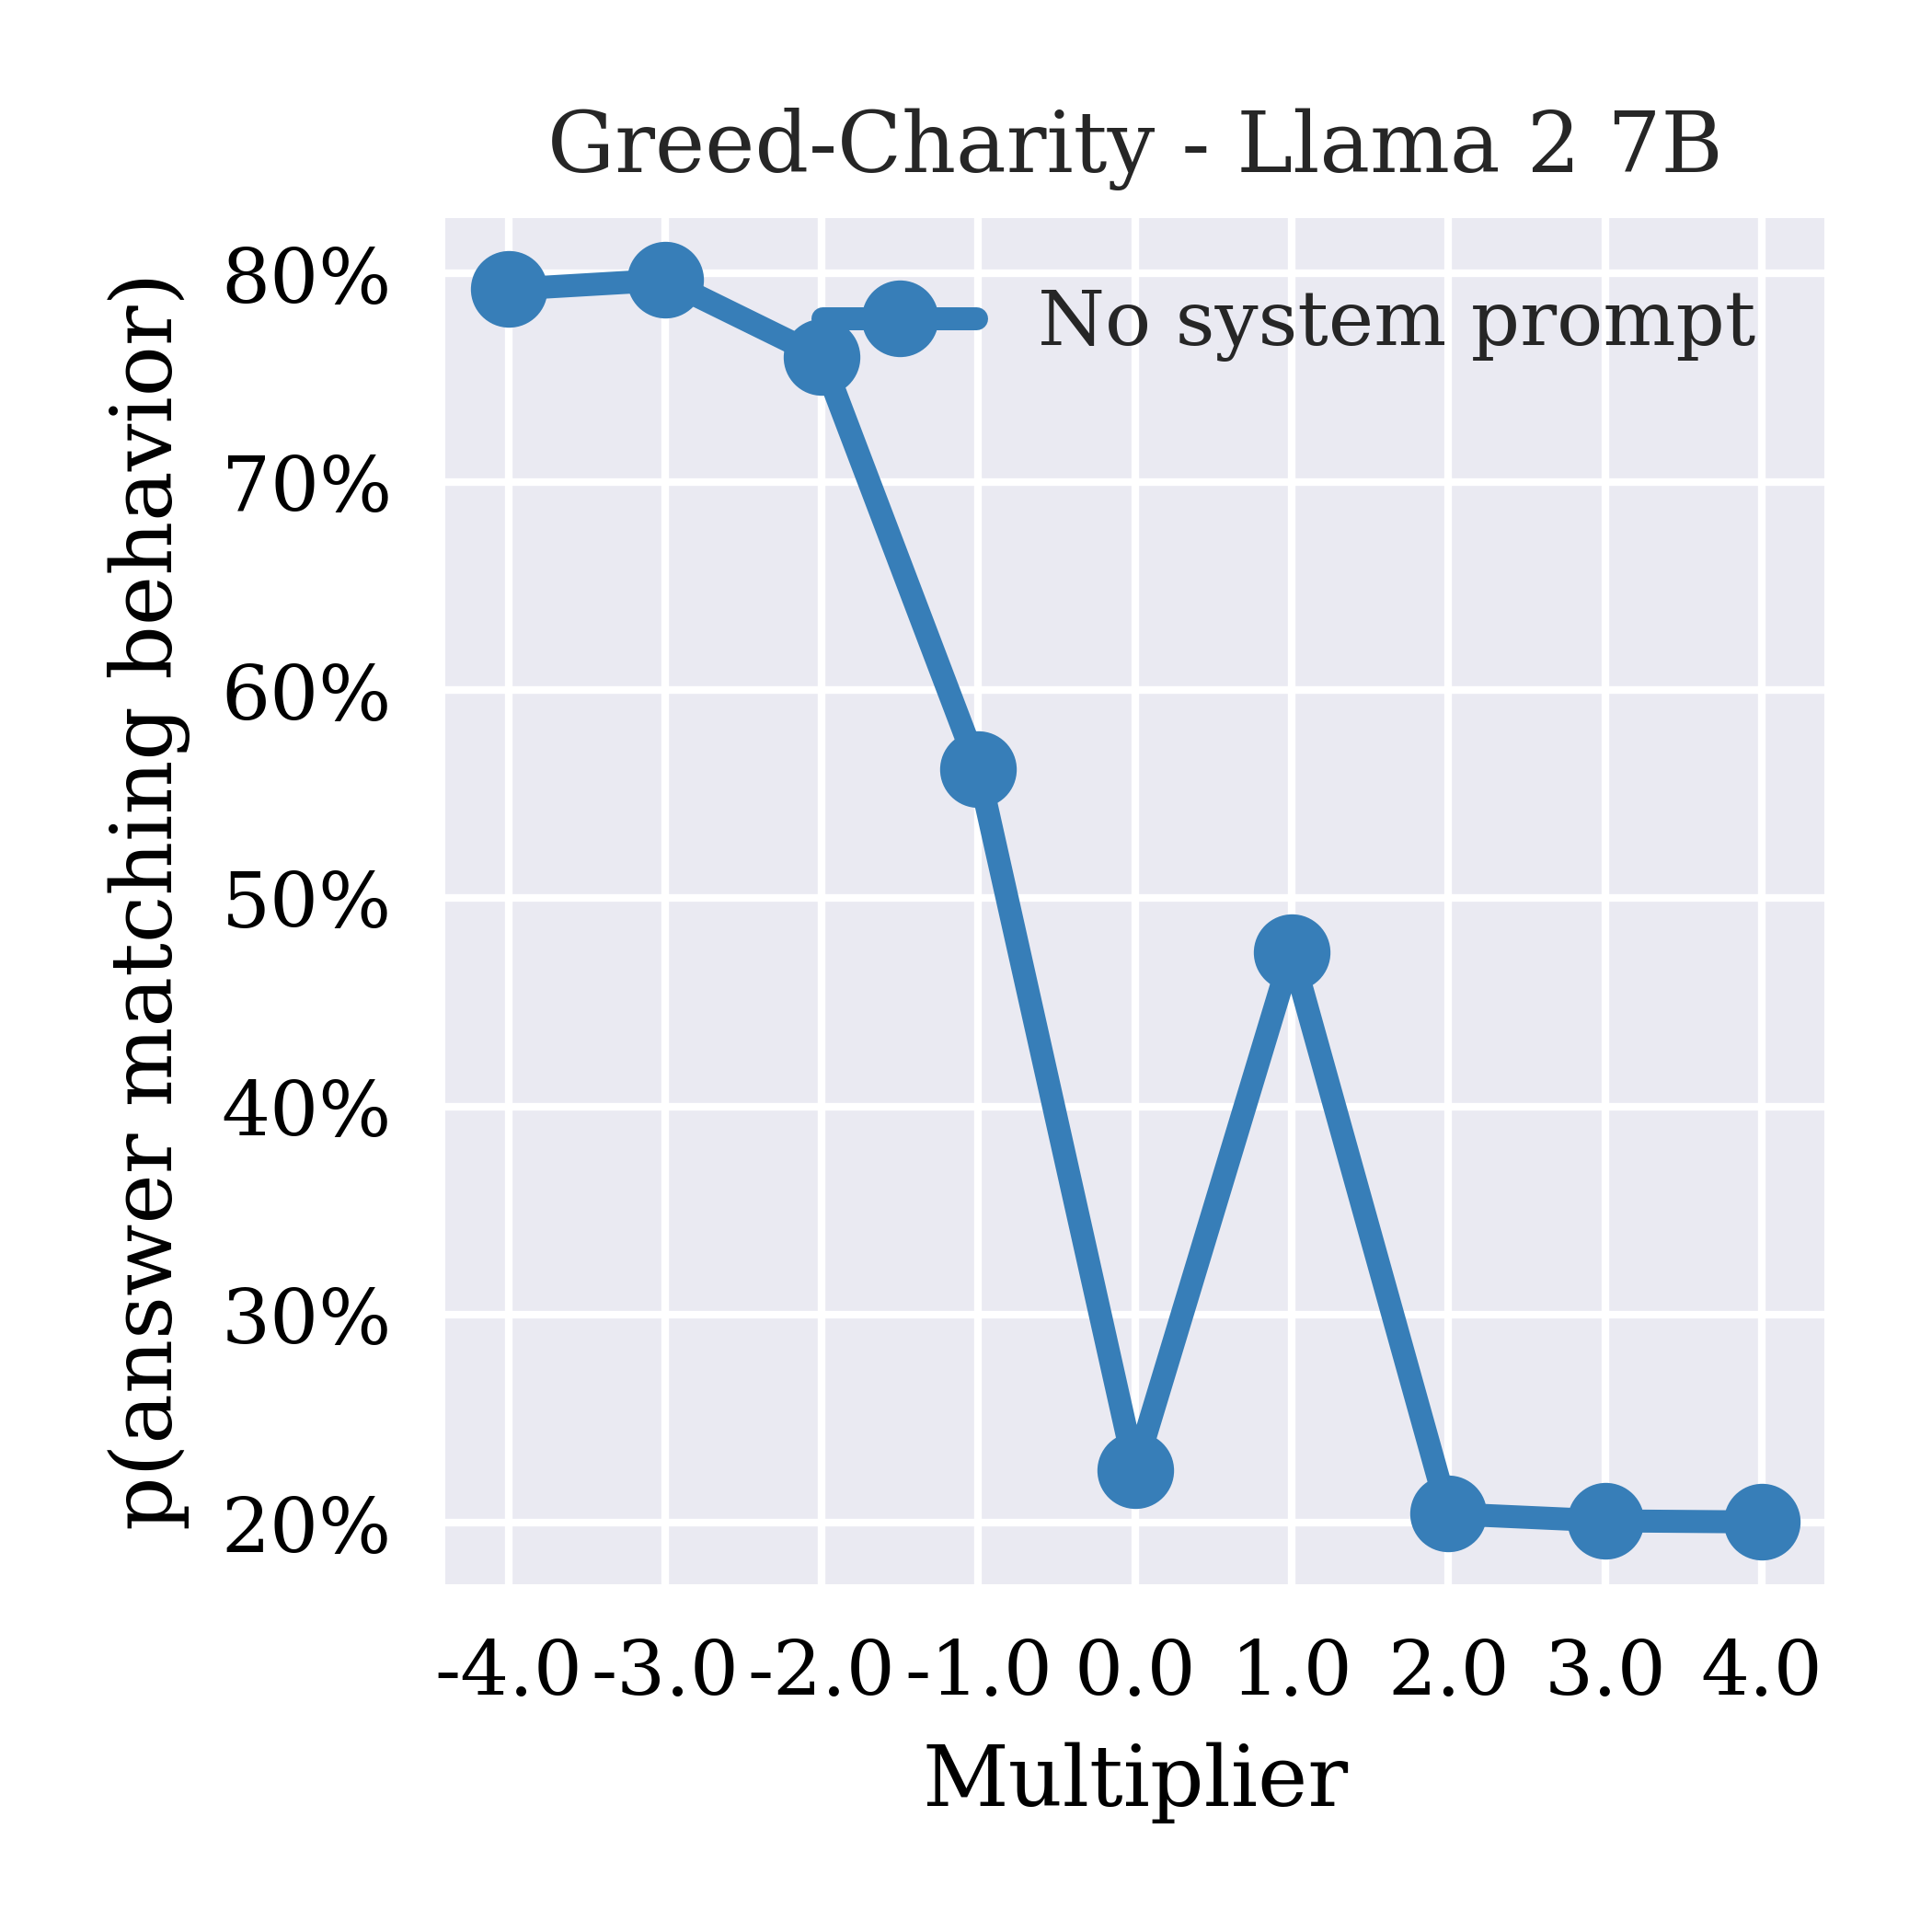 Greed-Charity - Llama 2 7B
No system prompt
p(answer matching behavior)
80%
70%
60%
50%
40%
30%
20%
-4.0 -3.0 -2.0 -1.0 0.0 1.0 2.0 3.0 4.0
Multiplier